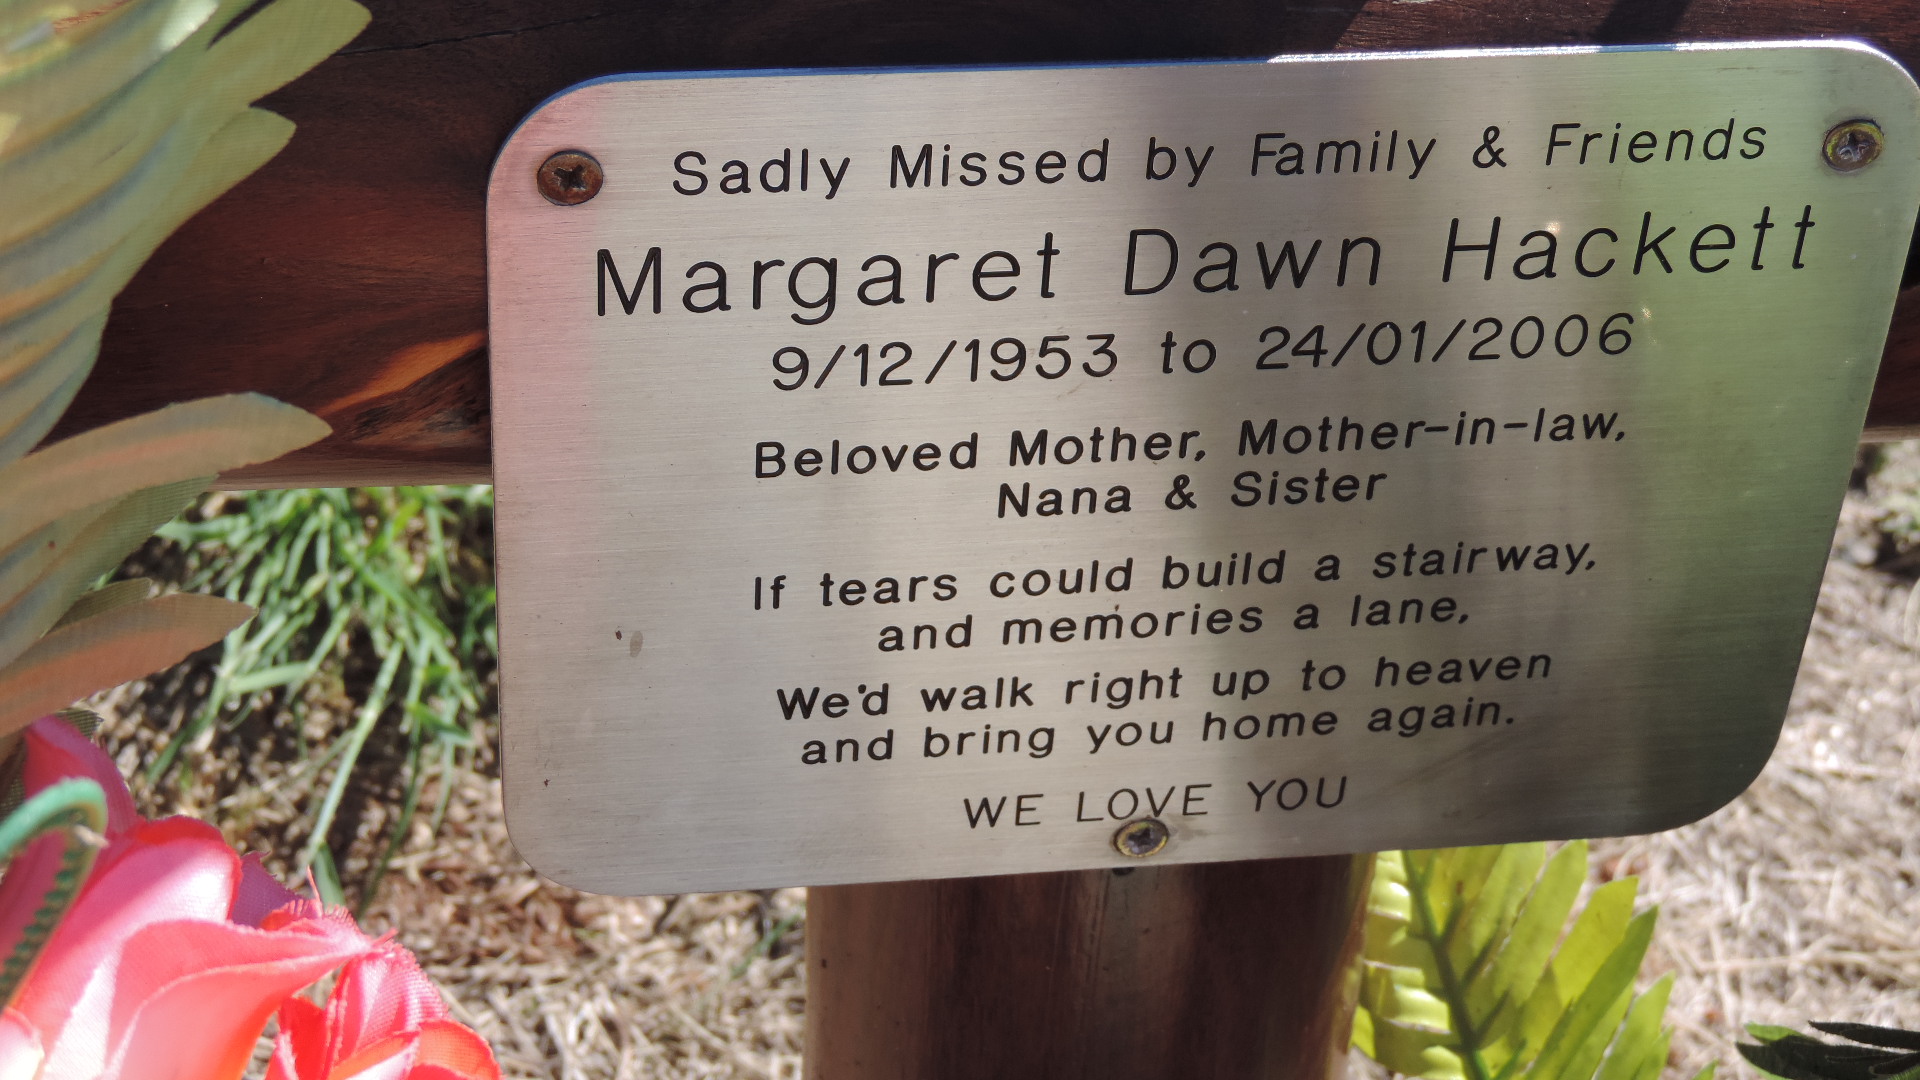 Sadly Missed by Family & Friends
Margaret Dawn Hackett
9/12/1953 to 24/01/2006
Beloved Mother, Mother-in-law,
Nana & Sister
If tears could build a stairway,
and memories a lane,
We'd walk right up to heaven
and bring you home again.
WE LOVE YOU